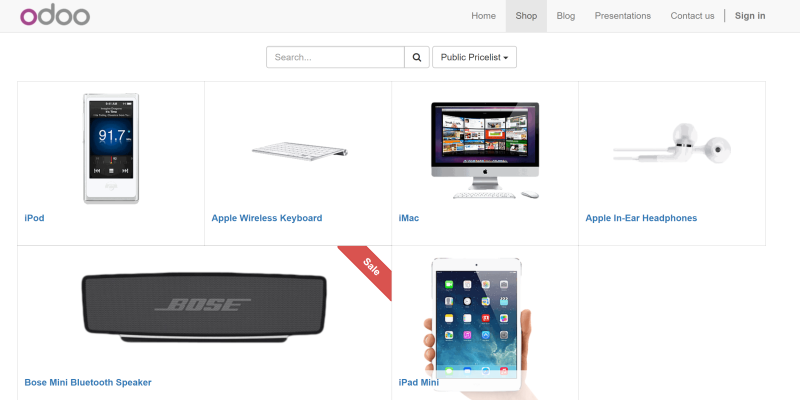 odoo
Home Shop Blog Presentations Contact us Sign in
Search...
Public Pricelist
91.7
iPod
Apple Wireless Keyboard
iMac
Apple In-Ear Headphones
Sale
BOSE
Bose Mini Bluetooth Speaker
iPad Mini